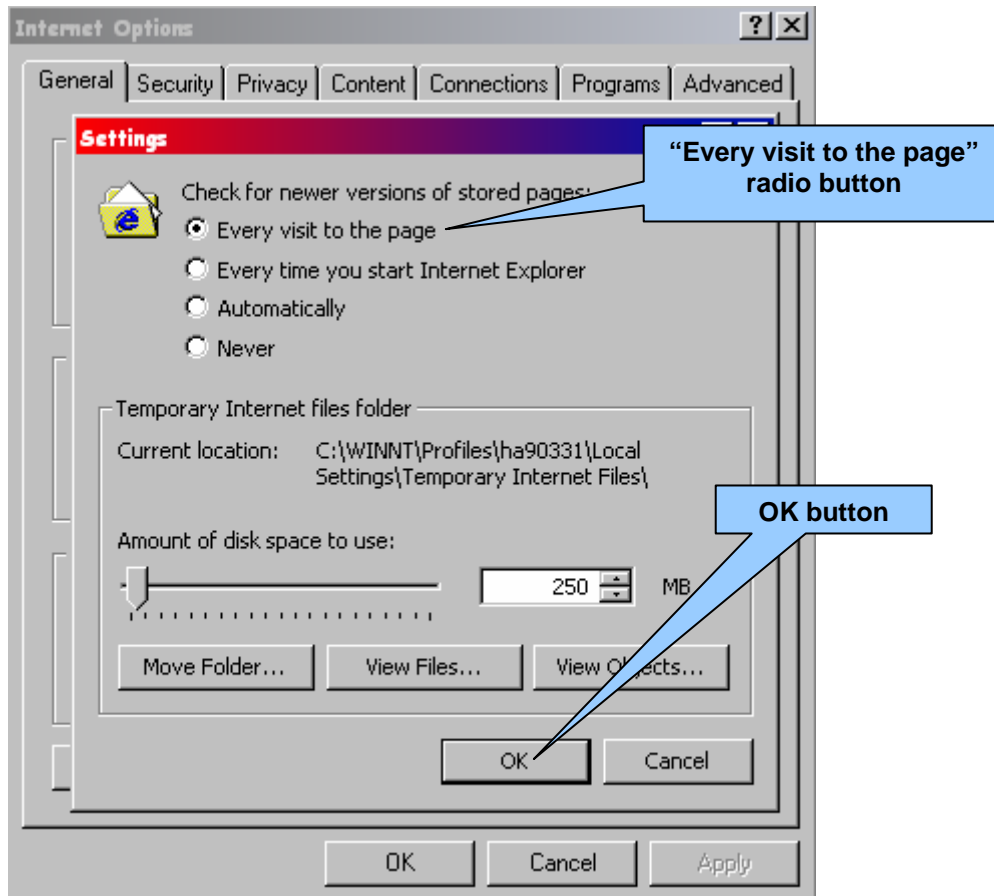 Internet Options
General Security Privacy Content Connections Programs Advanced
Settings
“Every visit to the page”
radio button
Check for newer versions of stored pages:
Every visit to the page
Every time you start Internet Explorer
Automatically
Never
Temporary Internet files folder
Current location: C:\WINNT\Profiles\ha90331\Local
Settings\Temporary Internet Files\
OK button
Amount of disk space to use:
250 MB
Move Folder... View Files... View Objects...
OK Cancel
OK Cancel Apply